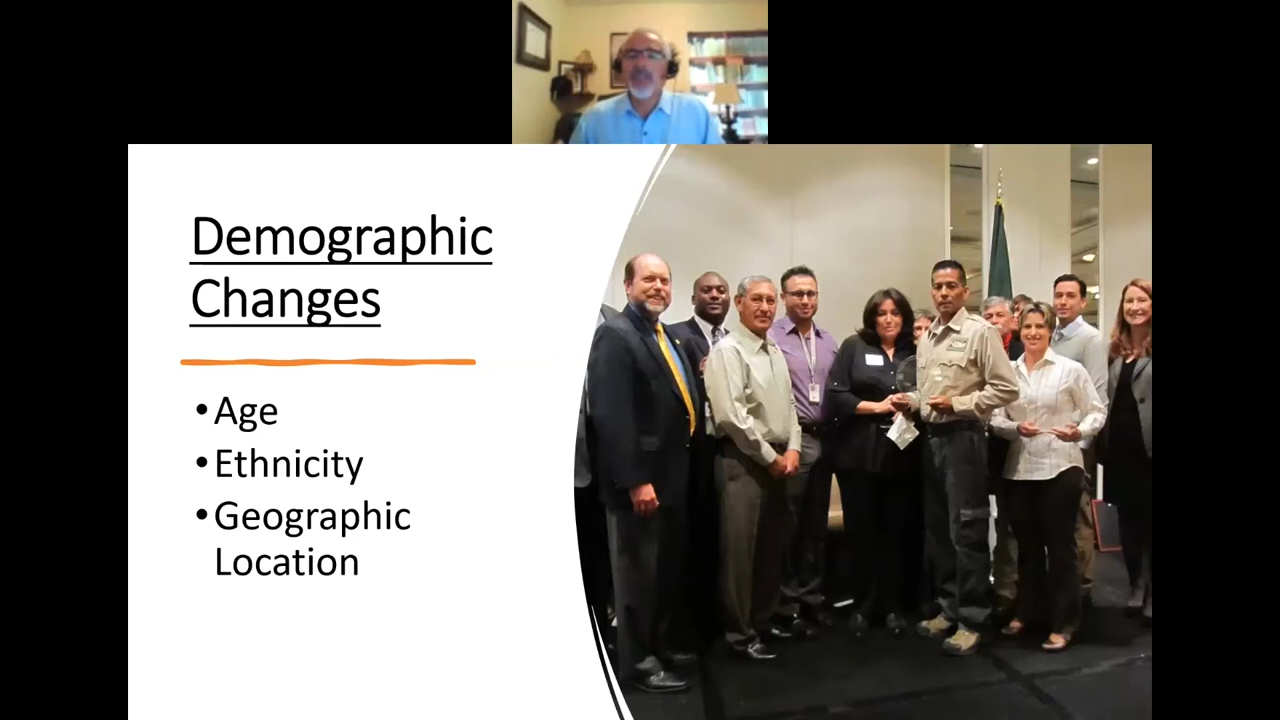 Demographic
Changes
•Age
•Ethnicity
•Geographic
Location